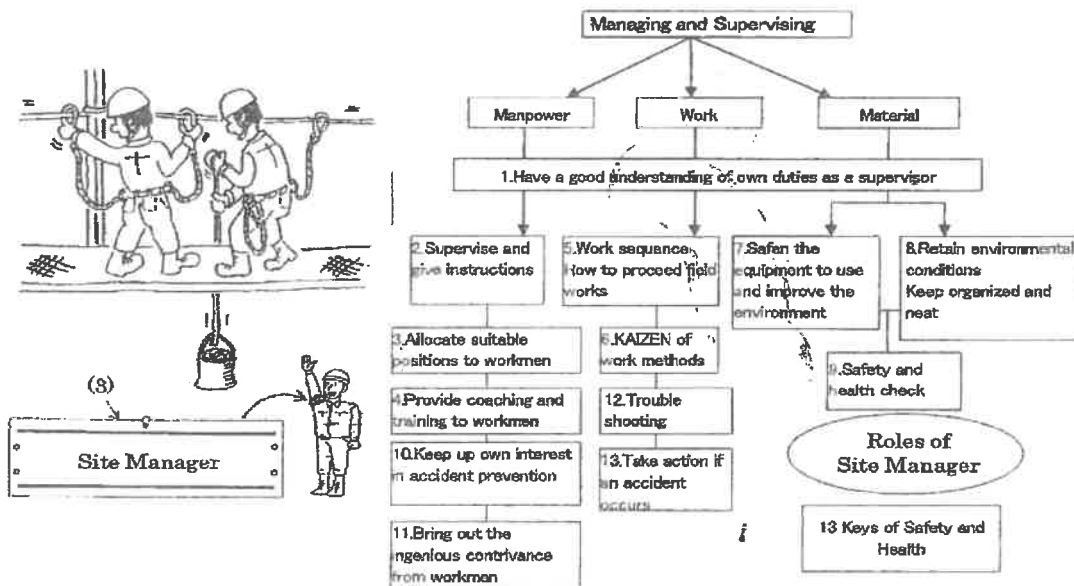 Managing and Supervising
Manpower
Work
Material
1.Have a good understanding of own duties as a supervisor
2.Supervise and
give instructions
5.Work sequence
How to proceed field
works
7.Safen the
equipment to use
and improve the
environment
8.Retain environmental
conditions
Keep organized and
neat
3.Allocate suitable
positions to workmen
6.KAIZEN of
work methods
9.Safety and
health check
4.Provide coaching and
training to workmen
12.Trouble
shooting
10.Keep up own interest
in accident prevention
13.Take action if
an accident
occurs
11.Bring out the
ingenious contrivance
from workman
(3)
Site Manager
Roles of
Site Manager
13 Keys of Safety and
Health
i